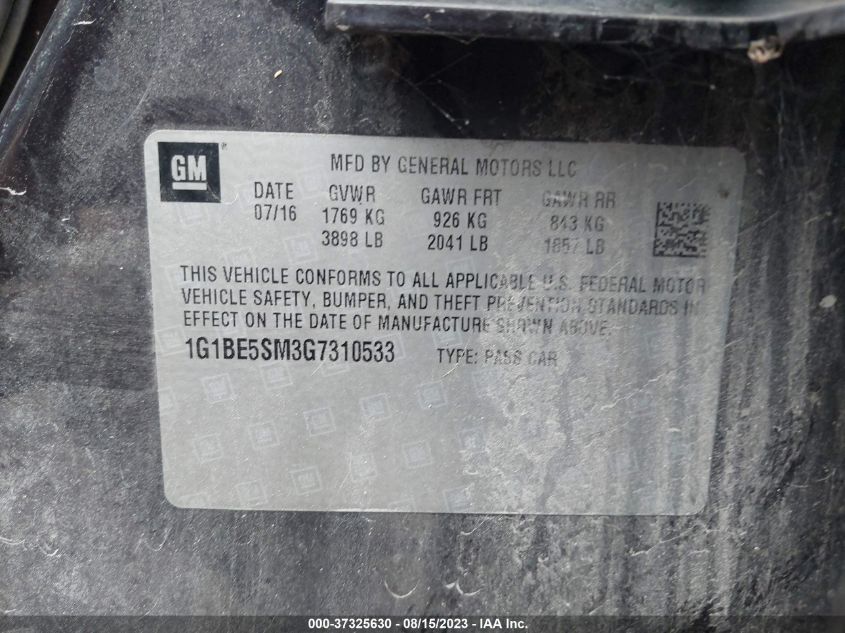 GM
MFD BY GENERAL MOTORS LLC
DATE GVWR GAWR FRT GAWR RR
07/16 1769 KG 926 KG 843 KG
3898 LB 2041 LB 1857 LB
THIS VEHICLE CONFORMS TO ALL APPLICABLE U.S. FEDERAL MOTOR
VEHICLE SAFETY, BUMPER, AND THEFT PREVENTION STANDARDS IN
EFFECT ON THE DATE OF MANUFACTURE SHOWN ABOVE.
1G1BE5SM3G7310533 TYPE: PASS CAR
000-37325630 - 08/15/2023 - IAA Inc.